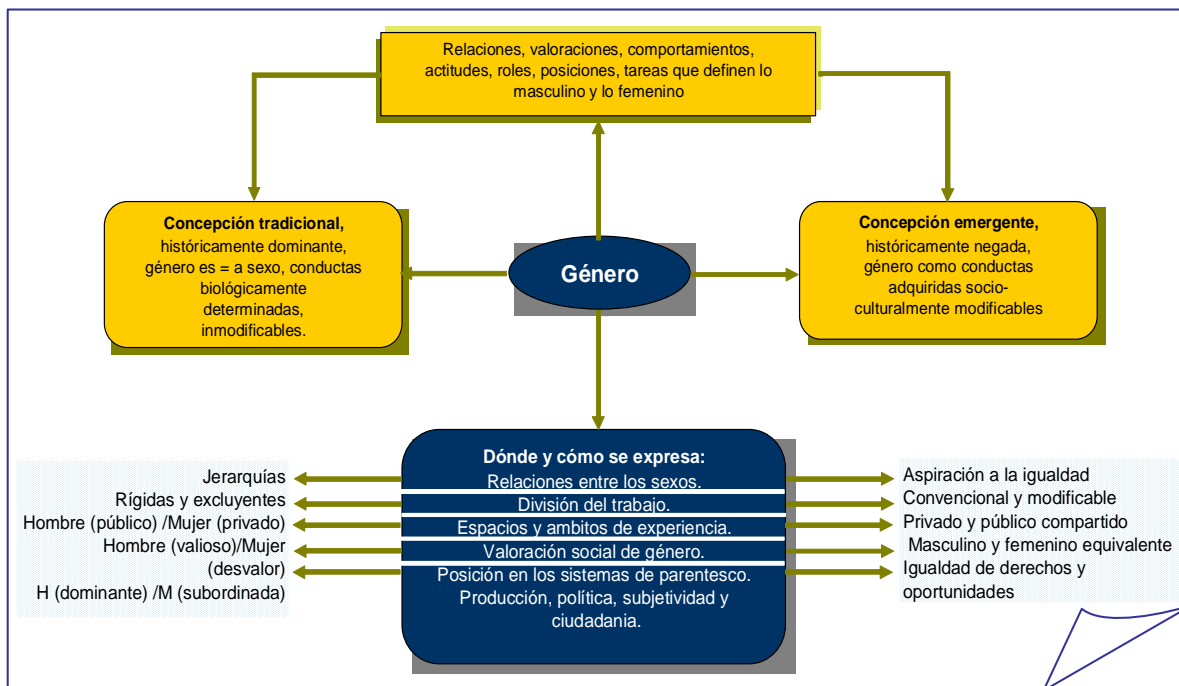 Relaciones, valoraciones, comportamientos,
actitudes, roles, posiciones, tareas que definen lo
masculino y lo femenino
Concepción tradicional,
históricamente dominante,
género es = a sexo, conductas
biológicamente
determinadas,
inmodificables.
Género
Concepción emergente,
históricamente negada,
género como conductas
adquiridas socio-
culturalmente modificables
Jerarquías
Rígidas y excluyentes
Hombre (público) /Mujer (privado)
Hombre (valioso)/Mujer
(desvalor)
H (dominante) /M (subordinada)
Dónde y cómo se expresa:
Relaciones entre los sexos.
División del trabajo.
Espacios y ambitos de experiencia.
Valoración social de género.
Posición en los sistemas de parentesco.
Producción, política, subjetividad y
ciudadania.
Aspiración a la igualdad
Convencional y modificable
Privado y público compartido
Masculino y femenino equivalente
Igualdad de derechos y
oportunidades